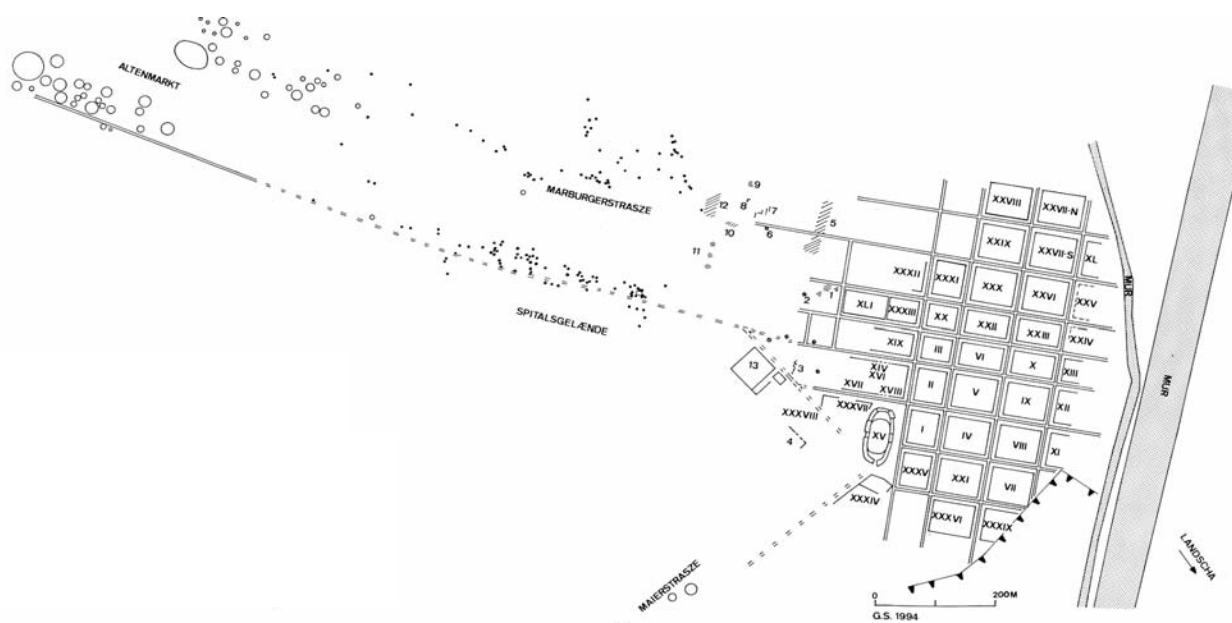 ALTENMARKT
MARBURGERSTRASZE
SPITALSGELÆNDE
MAIERSTRASZE
LANDSCHA
MUR
MUR
9
8
7
12
10
6
5
11
2
1
3
13
4
XXVIII
XXVII-N
XXIX
XXVII-S
XL
XXXII
XXXI
XXX
XXVI
XXV
XLI
XXXIII
XX
XXII
XXIII
XXIV
XIX
III
VI
X
XIII
XIV
XVI
XVII
XVIII
II
V
IX
XII
XXXVIII
XXXVII
XV
I
IV
VIII
XI
XXXV
XXI
VII
XXXIV
XXXVI
XXXIX
0
200M
G.S. 1994